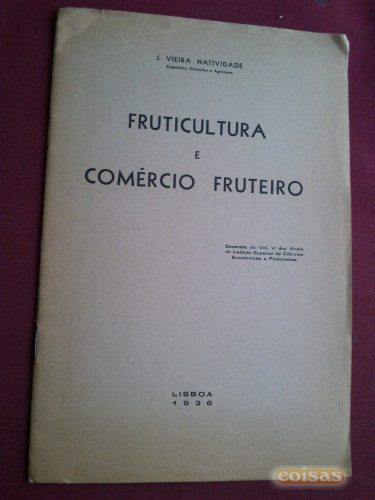 J. VIEIRA NATIVIDADE
Engenheiro Silvicultor e Agrónomo
FRUTICULTURA
E
COMÉRCIO FRUTEIRO
Separata do Vol. V dos Anais
do Instituto Superior de Ciências
Económicas e Financeiras
LISBOA
1936
coisas